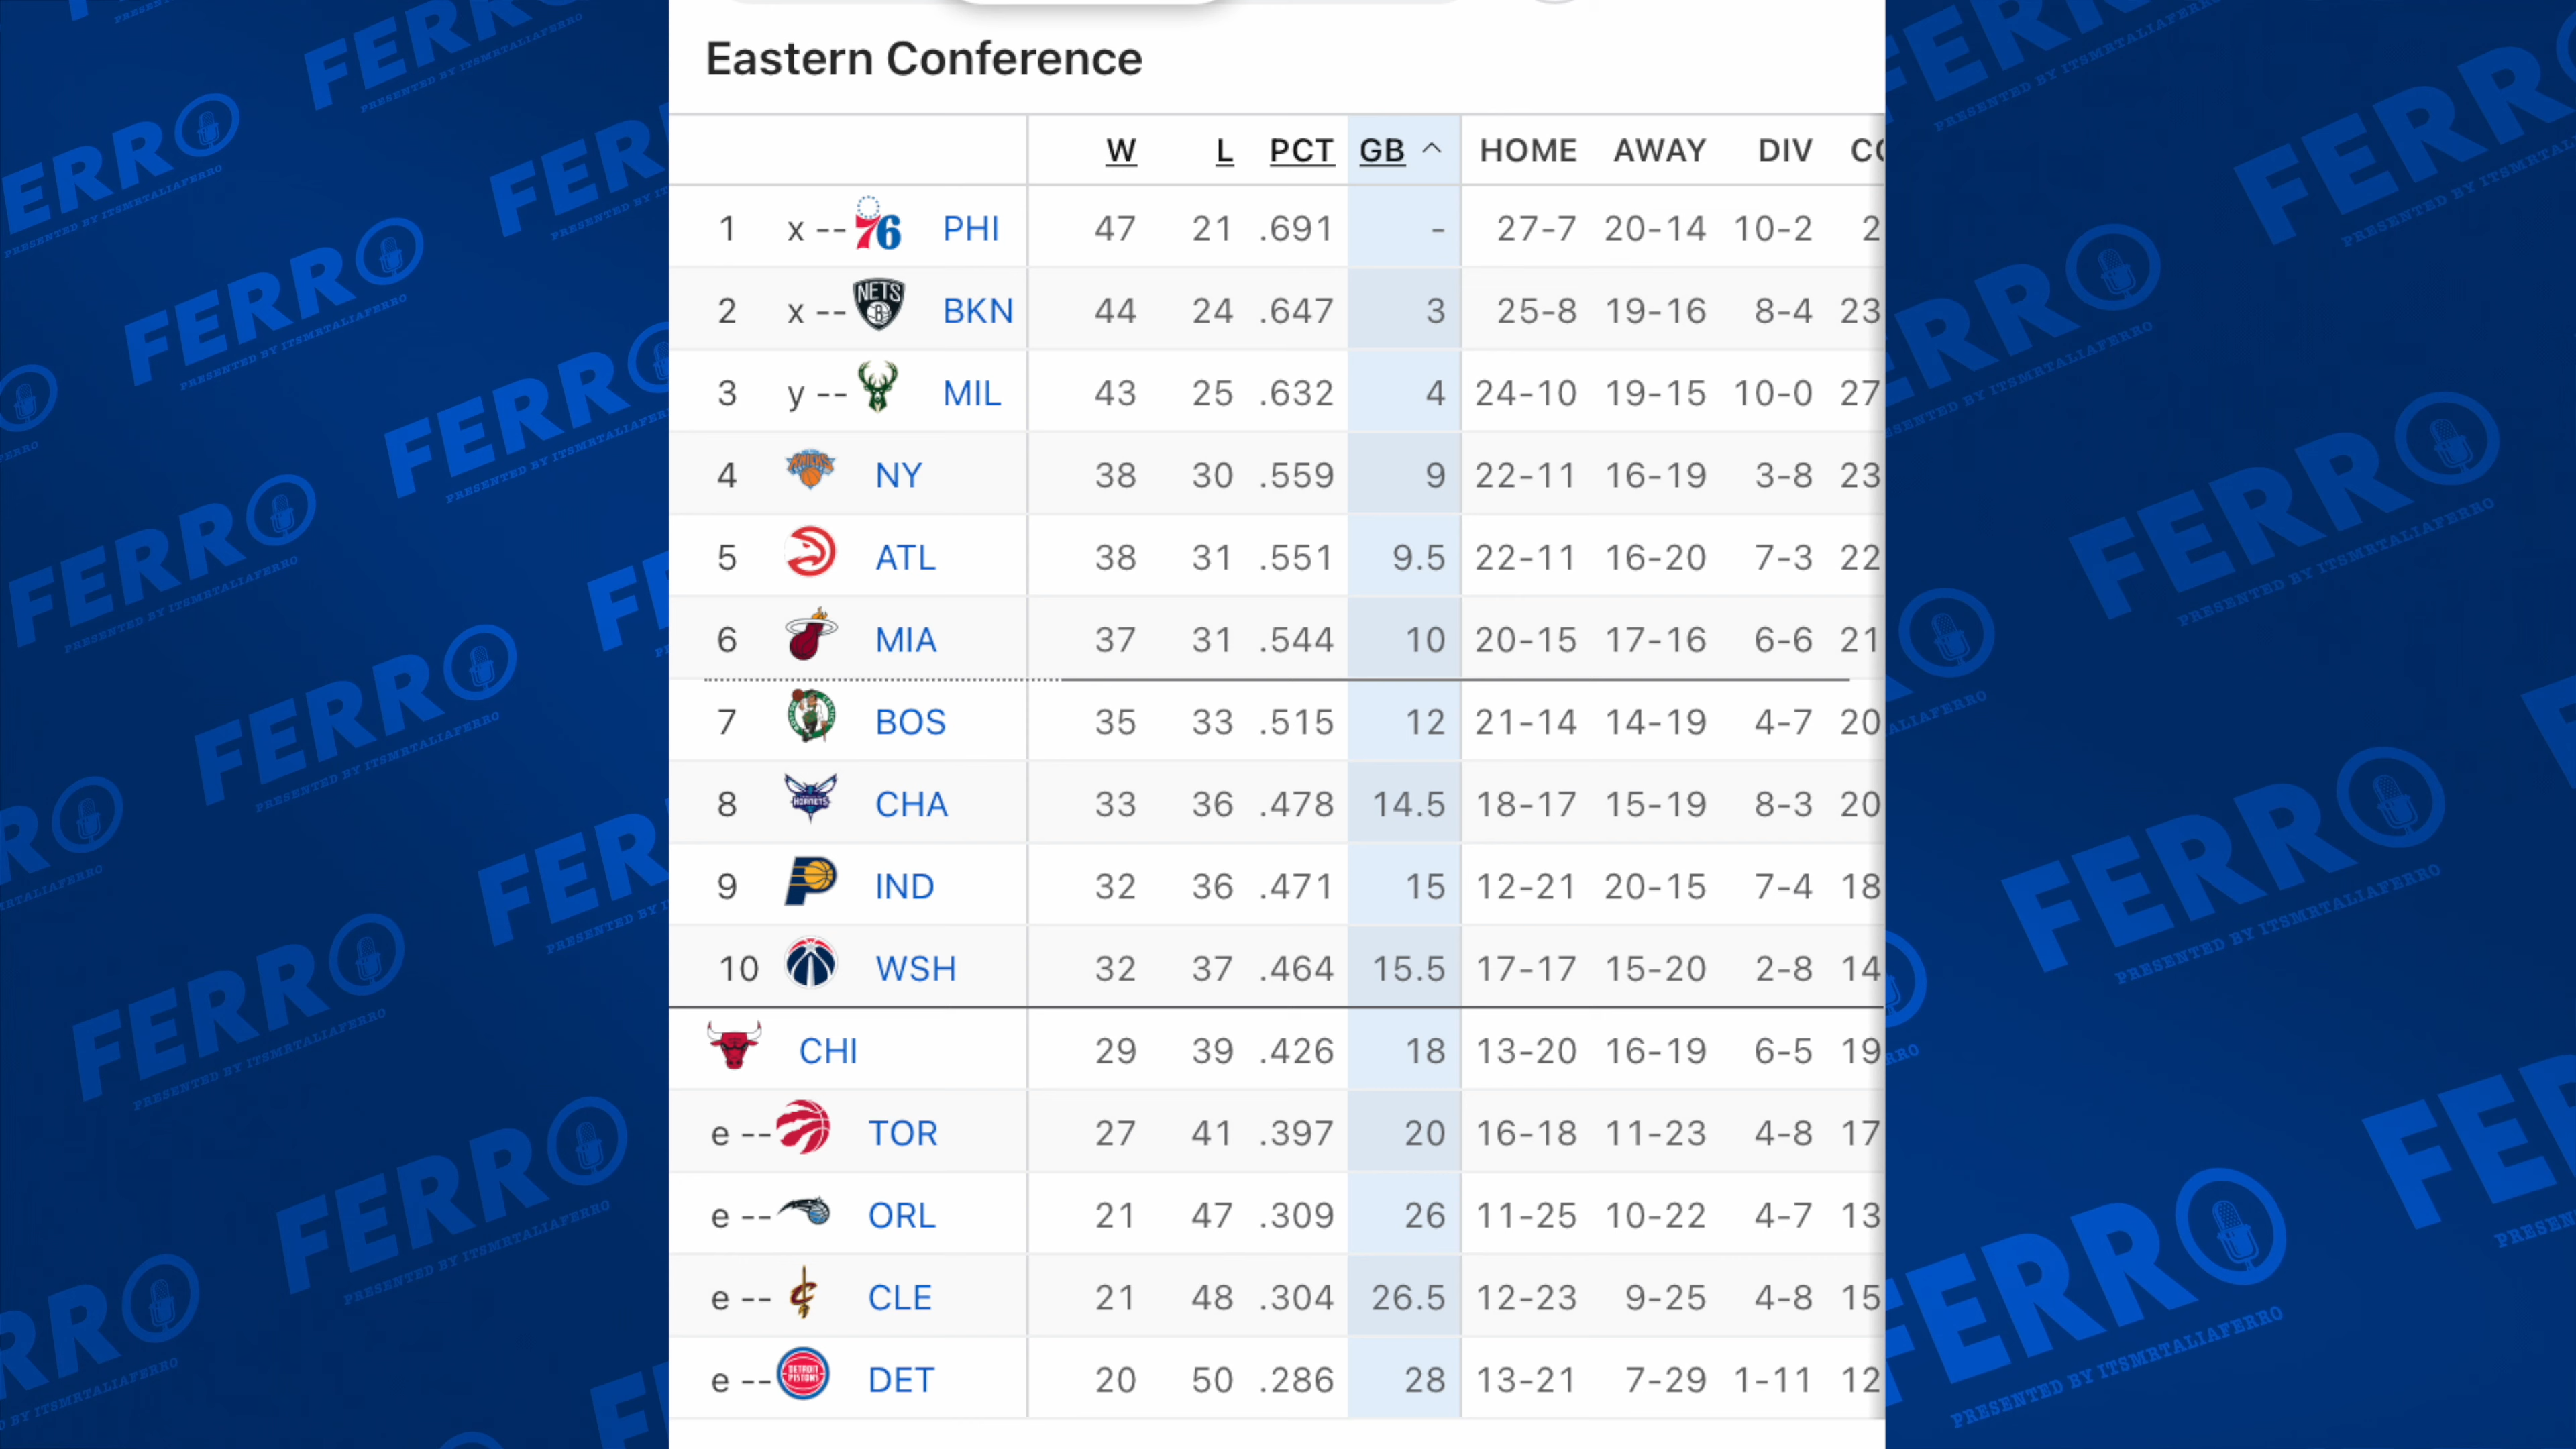 Eastern Conference
W L PCT GB HOME AWAY DIV
1 x -- PHI 47 21 .691 - 27-7 20-14 10-2 2
2 x -- BKN 44 24 .647 3 25-8 19-16 8-4 23
3 y -- MIL 43 25 .632 4 24-10 19-15 10-0 27
4 NY 38 30 .559 9 22-11 16-19 3-8 23
5 ATL 38 31 .551 9.5 22-11 16-20 7-3 22
6 MIA 37 31 .544 10 20-15 17-16 6-6 21
7 BOS 35 33 .515 12 21-14 14-19 4-7 20
8 CHA 33 36 .478 14.5 18-17 15-19 8-3 20
9 IND 32 36 .471 15 12-21 20-15 7-4 18
10 WSH 32 37 .464 15.5 17-17 15-20 2-8 14
CHI 29 39 .426 18 13-20 16-19 6-5 19
e -- TOR 27 41 .397 20 16-18 11-23 4-8 17
e -- ORL 21 47 .309 26 11-25 10-22 4-7 13
e -- CLE 21 48 .304 26.5 12-23 9-25 4-8 15
e -- DET 20 50 .286 28 13-21 7-29 1-11 12
FERRO
PRESENTED BY ITSMRTALIAFERRO